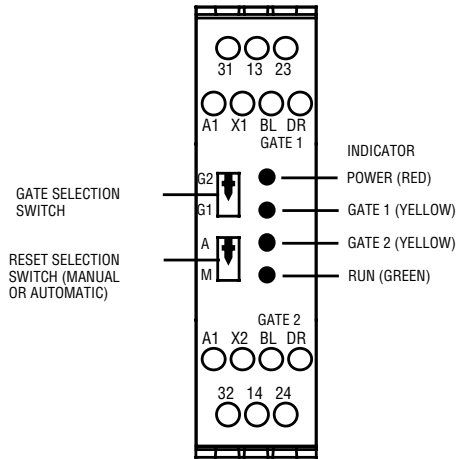 31 13 23
A1 X1 BL DR
GATE 1
INDICATOR
G2
POWER (RED)
GATE SELECTION
SWITCH
G1
GATE 1 (YELLOW)
A
GATE 2 (YELLOW)
RESET SELECTION
SWITCH (MANUAL
OR AUTOMATIC)
M
RUN (GREEN)
GATE 2
A1 X2 BL DR
32 14 24